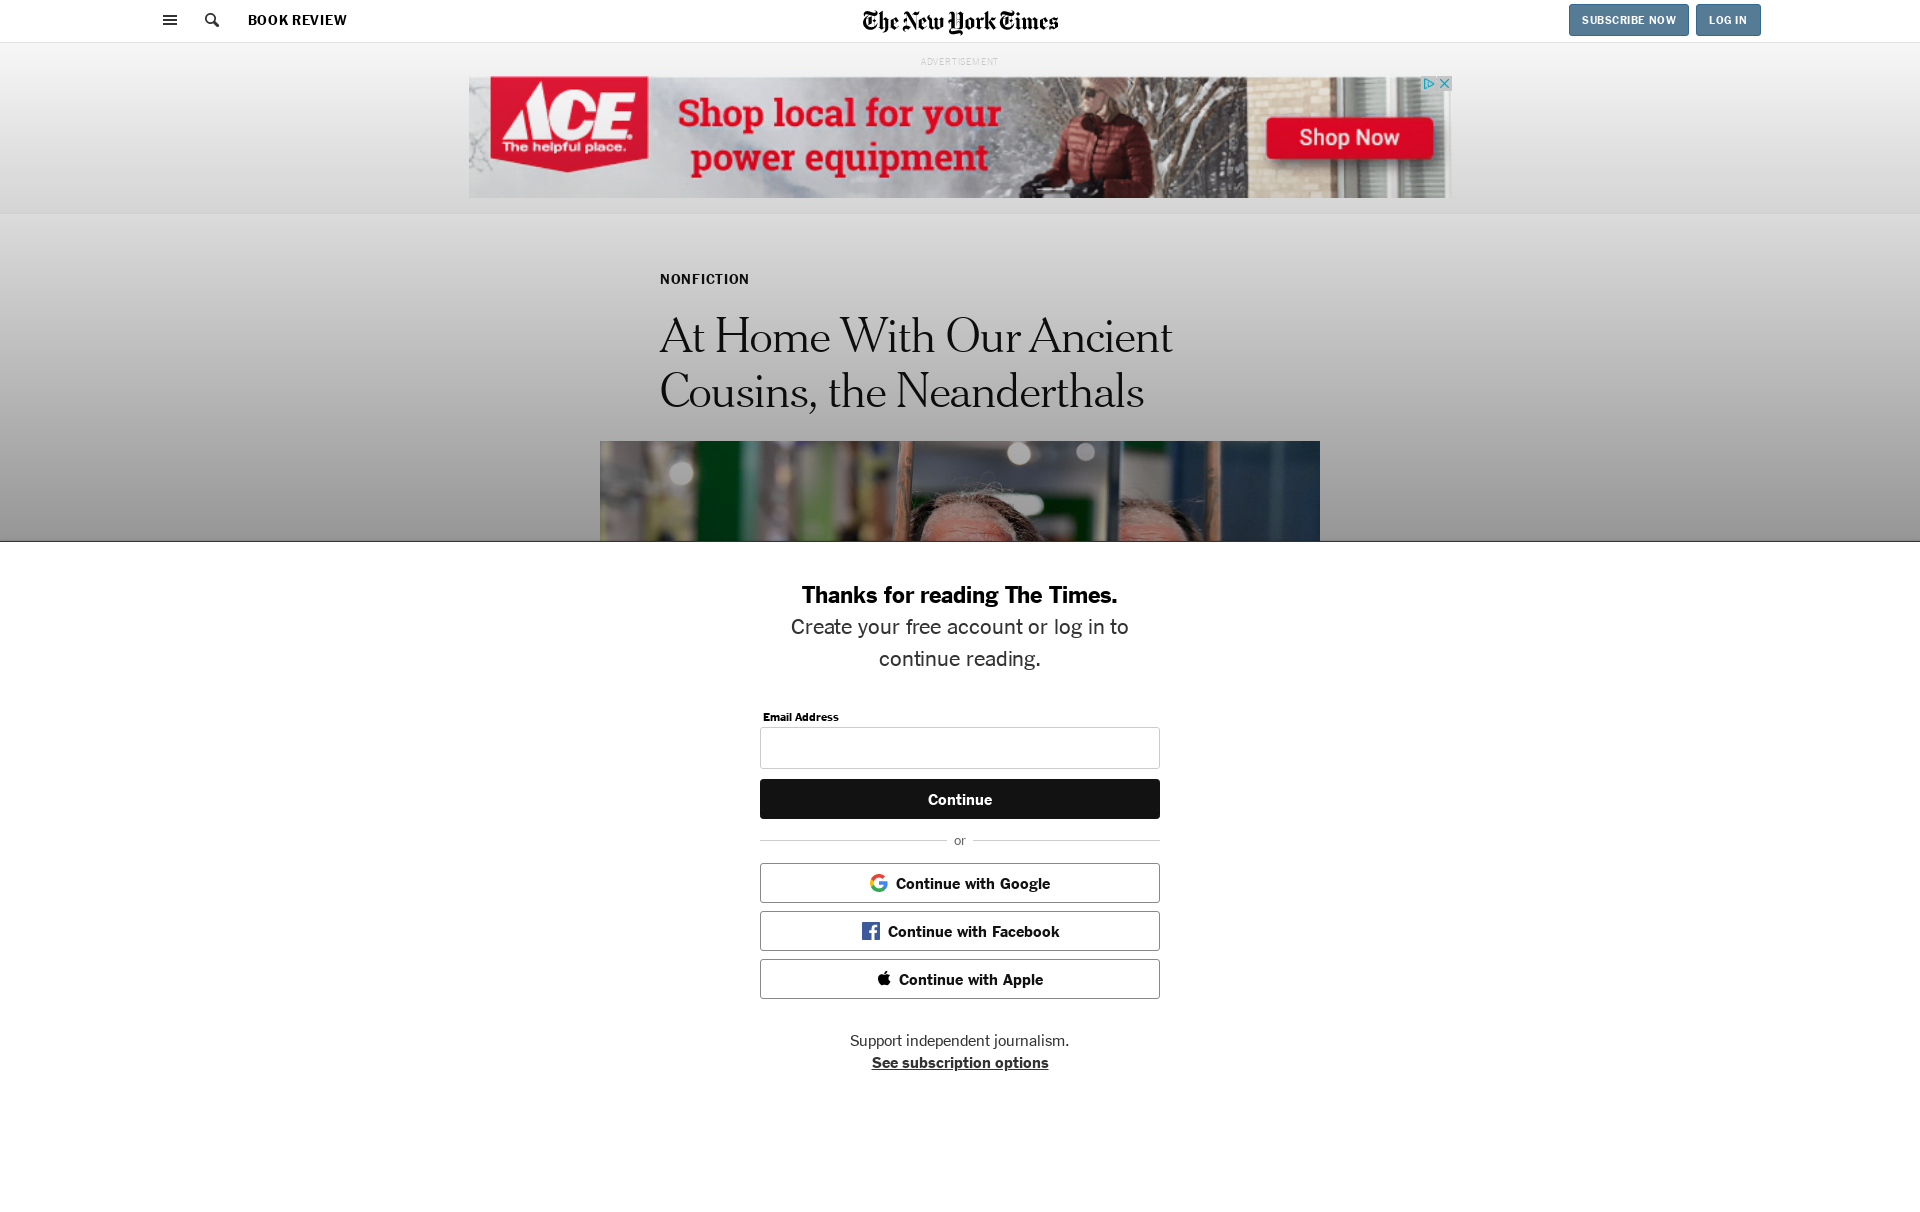 BOOK REVIEW
The New York Times
SUBSCRIBE NOW
LOG IN
ADVERTISEMENT
ACE
The helpful place.
Shop local for your
power equipment
Shop Now
NONFICTION
At Home With Our Ancient
Cousins, the Neanderthals
Thanks for reading The Times.
Create your free account or log in to
continue reading.
Email Address
Continue
or
Continue with Google
Continue with Facebook
Continue with Apple
Support independent journalism.
See subscription options